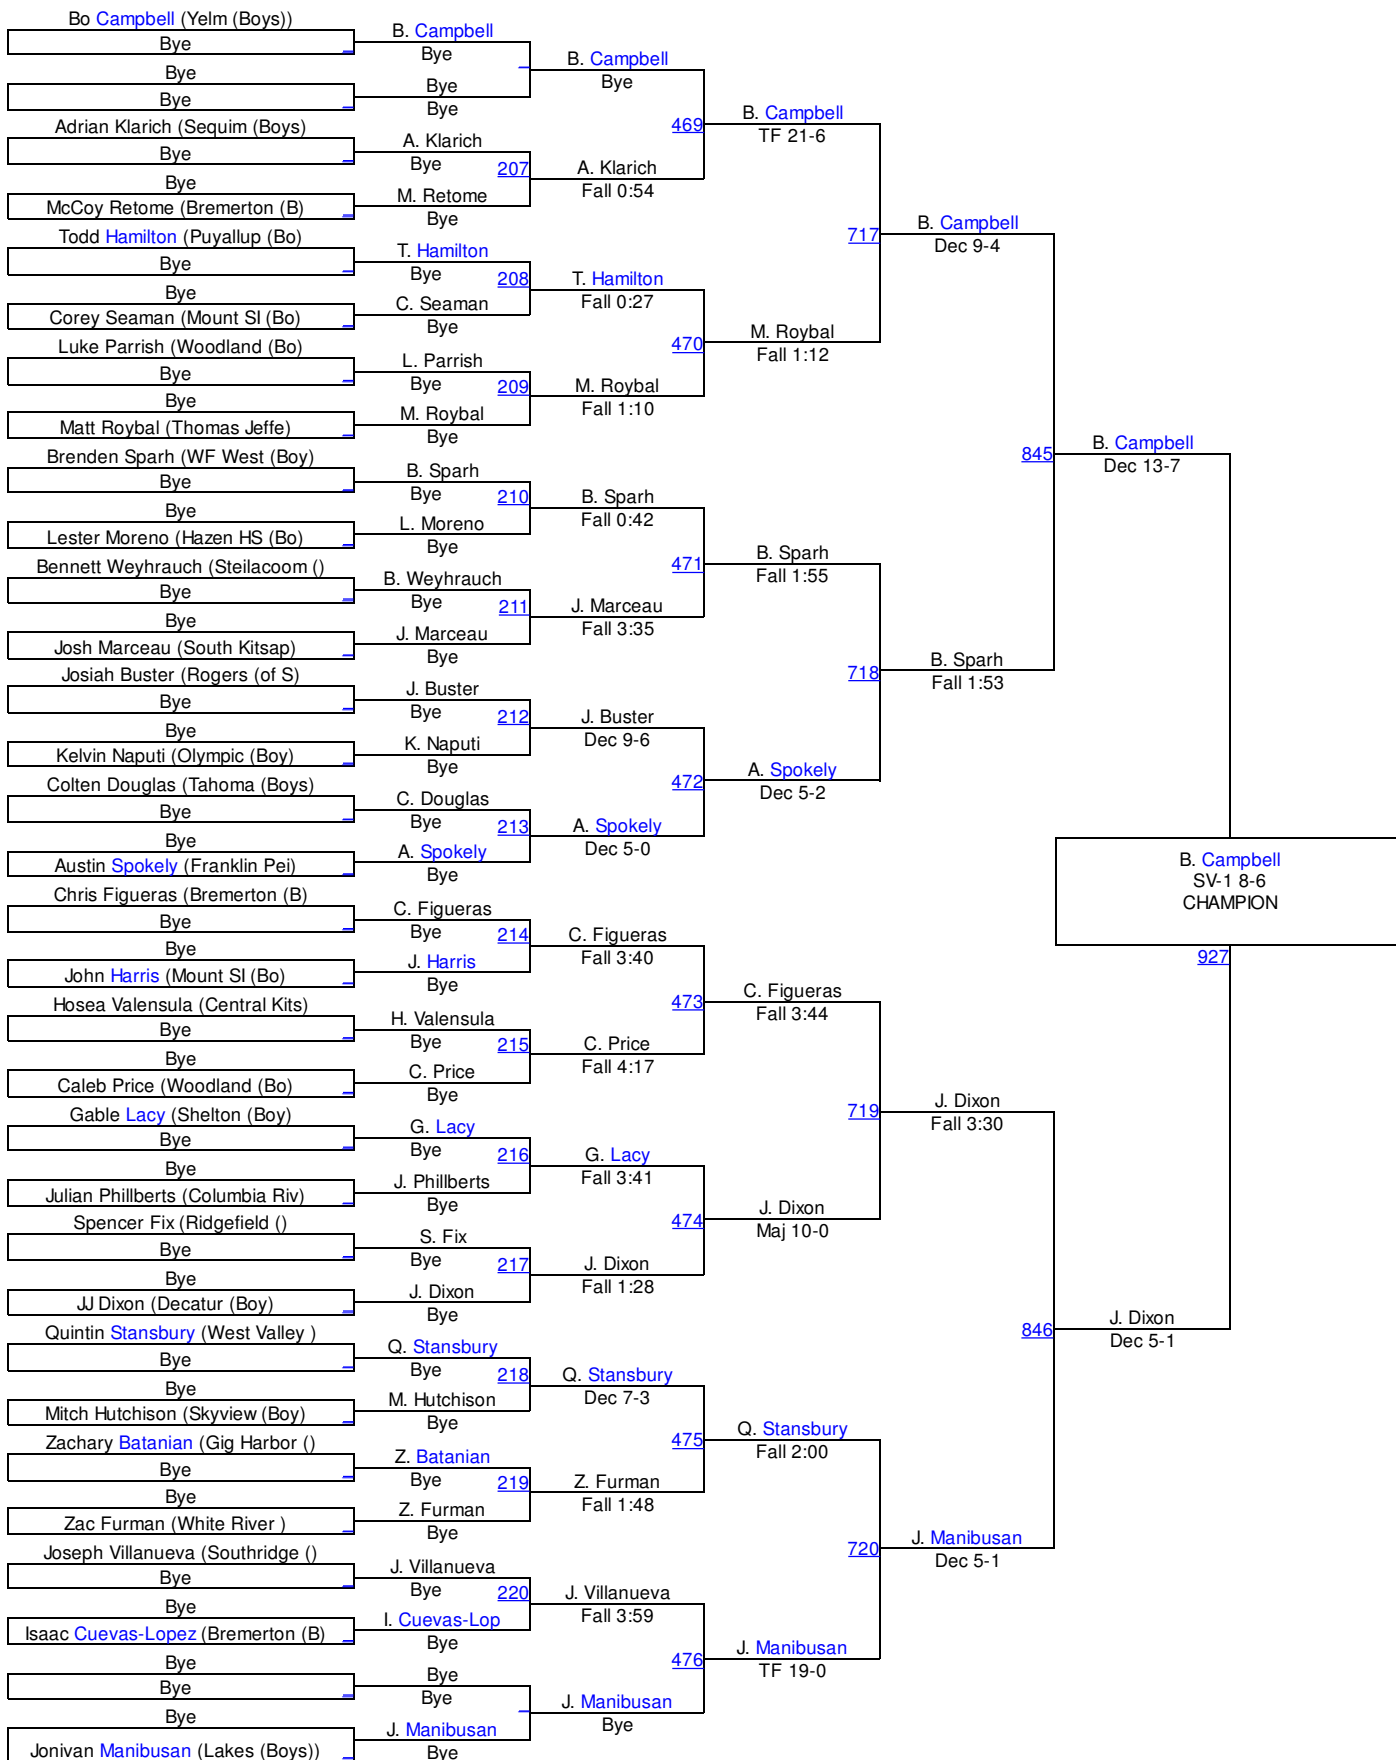 Bo Campbell (Yelm (Boys))
Bye
Bye
Bye
Adrian Klarich (Sequim (Boys)
Bye
Bye
McCoy Retome (Bremerton (B)
Todd Hamilton (Puyallup (Bo)
Bye
Bye
Corey Seaman (Mount SI (Bo)
Luke Parrish (Woodland (Bo)
Bye
Bye
Matt Roybal (Thomas Jeffe)
Brenden Sparh (WF West (Boy)
Bye
Bye
Lester Moreno (Hazen HS (Bo)
Bennett Weyhrauch (Steilacoom ()
Bye
Bye
Josh Marceau (South Kitsap)
Josiah Buster (Rogers (of S)
Bye
Bye
Kelvin Naputi (Olympic (Boy)
Colten Douglas (Tahoma (Boys)
Bye
Bye
Austin Spokely (Franklin Pei)
Chris Figueras (Bremerton (B)
Bye
Bye
John Harris (Mount SI (Bo)
Hosea Valensula (Central Kits)
Bye
Bye
Caleb Price (Woodland (Bo)
Gable Lacy (Shelton (Boy)
Bye
Bye
Julian Phillberts (Columbia Riv)
Spencer Fix (Ridgefield ()
Bye
Bye
JJ Dixon (Decatur (Boy)
Quintin Stansbury (West Valley )
Bye
Bye
Mitch Hutchison (Skyview (Boy)
Zachary Batanian (Gig Harbor ()
Bye
Bye
Zac Furman (White River )
Joseph Villanueva (Southridge ()
Bye
Bye
Isaac Cuevas-Lopez (Bremerton (B)
Bye
Bye
Bye
Jonivan Manibusan (Lakes (Boys))
B. Campbell
Bye
Bye
Bye
A. Klarich
Bye
207
M. Retome
Bye
T. Hamilton
Bye
208
C. Seaman
Bye
L. Parrish
Bye
209
M. Roybal
Bye
B. Sparh
Bye
210
L. Moreno
Bye
B. Weyhrauch
Bye
211
J. Marceau
Bye
J. Buster
Bye
212
K. Naputi
Bye
C. Douglas
Bye
213
A. Spokely
Bye
C. Figueras
Bye
214
J. Harris
Bye
H. Valensula
Bye
215
C. Price
Bye
G. Lacy
Bye
216
J. Phillberts
Bye
S. Fix
Bye
217
J. Dixon
Bye
Q. Stansbury
Bye
218
M. Hutchison
Bye
Z. Batanian
Bye
219
Z. Furman
Bye
J. Villanueva
Bye
220
I. Cuevas-Lop
Bye
Bye
Bye
J. Manibusan
Bye
B. Campbell
Bye
469
A. Klarich
Fall 0:54
T. Hamilton
Fall 0:27
470
M. Roybal
Fall 1:10
B. Sparh
Fall 0:42
471
J. Marceau
Fall 3:35
J. Buster
Dec 9-6
472
A. Spokely
Dec 5-0
C. Figueras
Fall 3:40
473
C. Price
Fall 4:17
G. Lacy
Fall 3:41
474
J. Dixon
Fall 1:28
Q. Stansbury
Dec 7-3
475
Z. Furman
Fall 1:48
J. Villanueva
Fall 3:59
476
J. Manibusan
Bye
B. Campbell
TF 21-6
717
M. Roybal
Fall 1:12
B. Sparh
Fall 1:55
718
A. Spokely
Dec 5-2
C. Figueras
Fall 3:44
719
J. Dixon
Maj 10-0
Q. Stansbury
Fall 2:00
720
J. Manibusan
TF 19-0
B. Campbell
Dec 9-4
845
B. Sparh
Fall 1:53
J. Dixon
Fall 3:30
846
J. Manibusan
Dec 5-1
B. Campbell
Dec 13-7
J. Dixon
Dec 5-1
B. Campbell
SV-1 8-6
CHAMPION
927